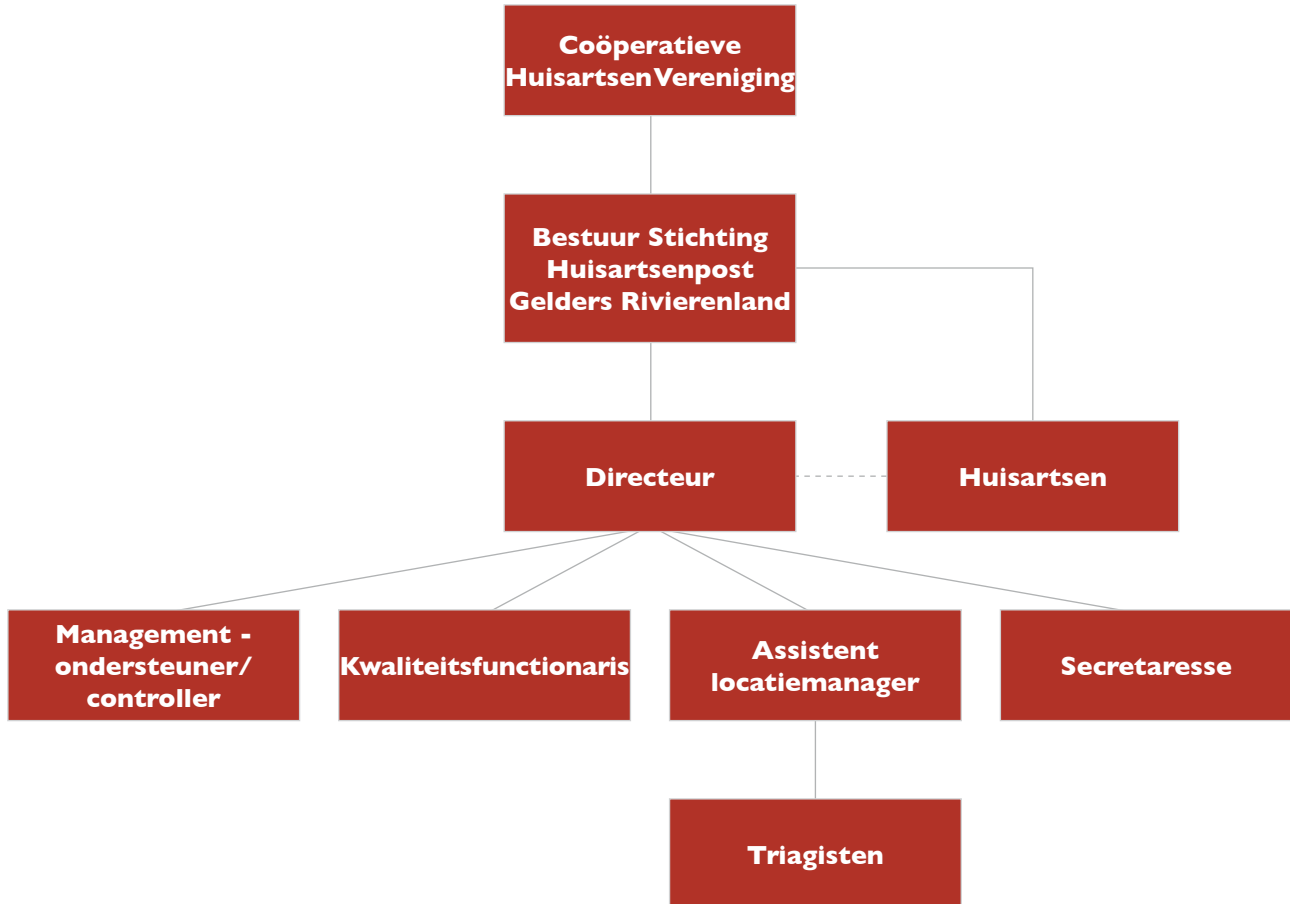 Coöperatieve
HuisartsenVereniging
Bestuur Stichting
Huisartsenpost
Gelders Rivierenland
Directeur
Huisartsen
Management -
ondersteuner/
controller
Kwaliteitsfunctionaris
Assistent
locatiemanager
Secretaresse
Triagisten